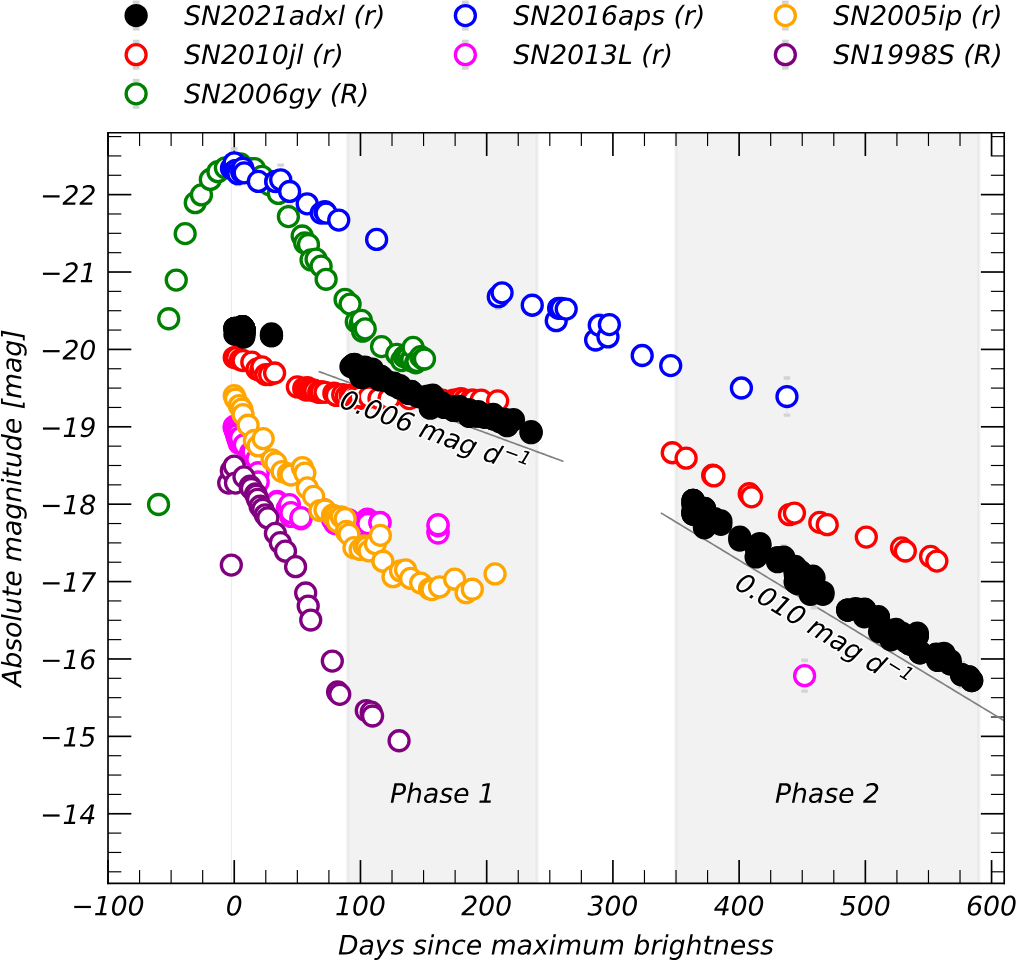 SN2021adxl (r) SN2016aps (r) SN2005ip (r)
SN2010jl (r) SN2013L (r) SN1998S (R)
SN2006gy (R)
Absolute magnitude [mag]
−22
−21
−20
−19
−18
−17
−16
−15
−14
0.006 mag d⁻¹
0.010 mag d⁻¹
Phase 1 Phase 2
−100 0 100 200 300 400 500 600
Days since maximum brightness